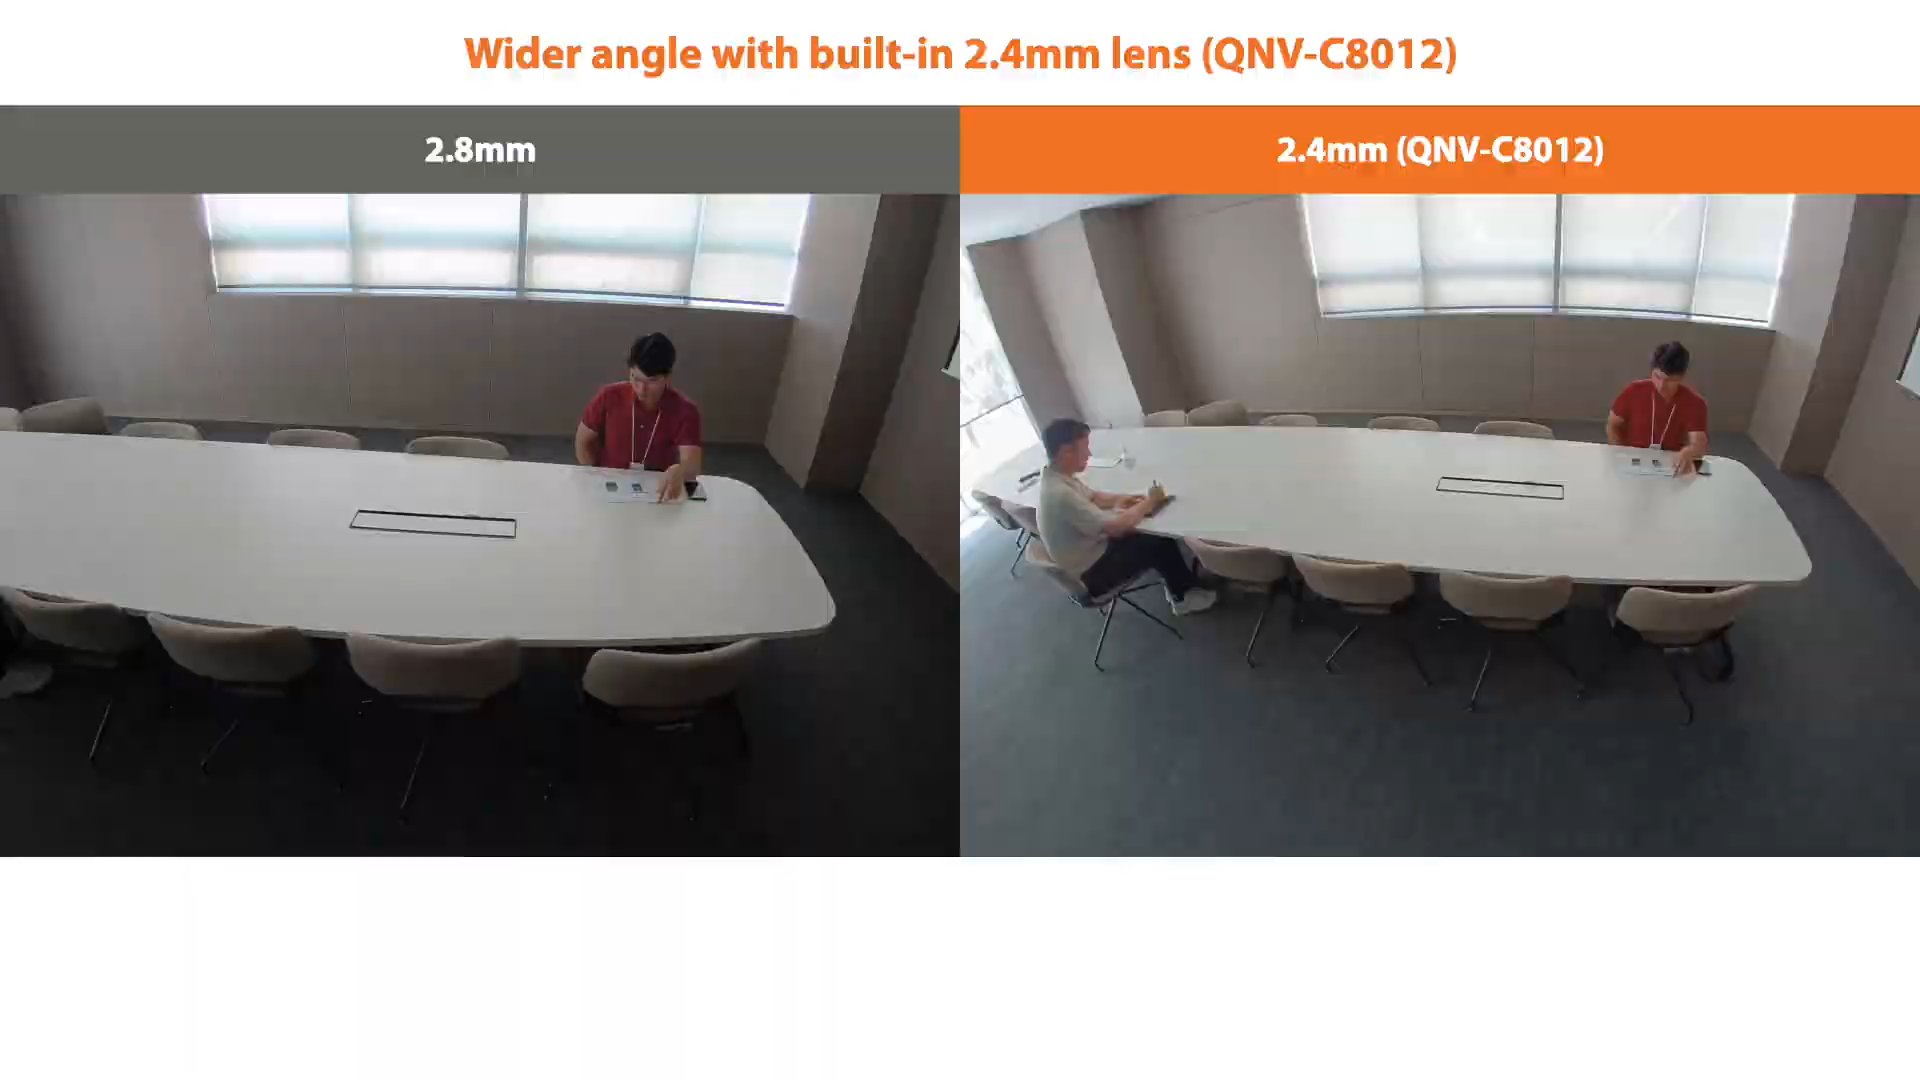 Wider angle with built-in 2.4mm lens (QNV-C8012)
2.8mm
2.4mm (QNV-C8012)